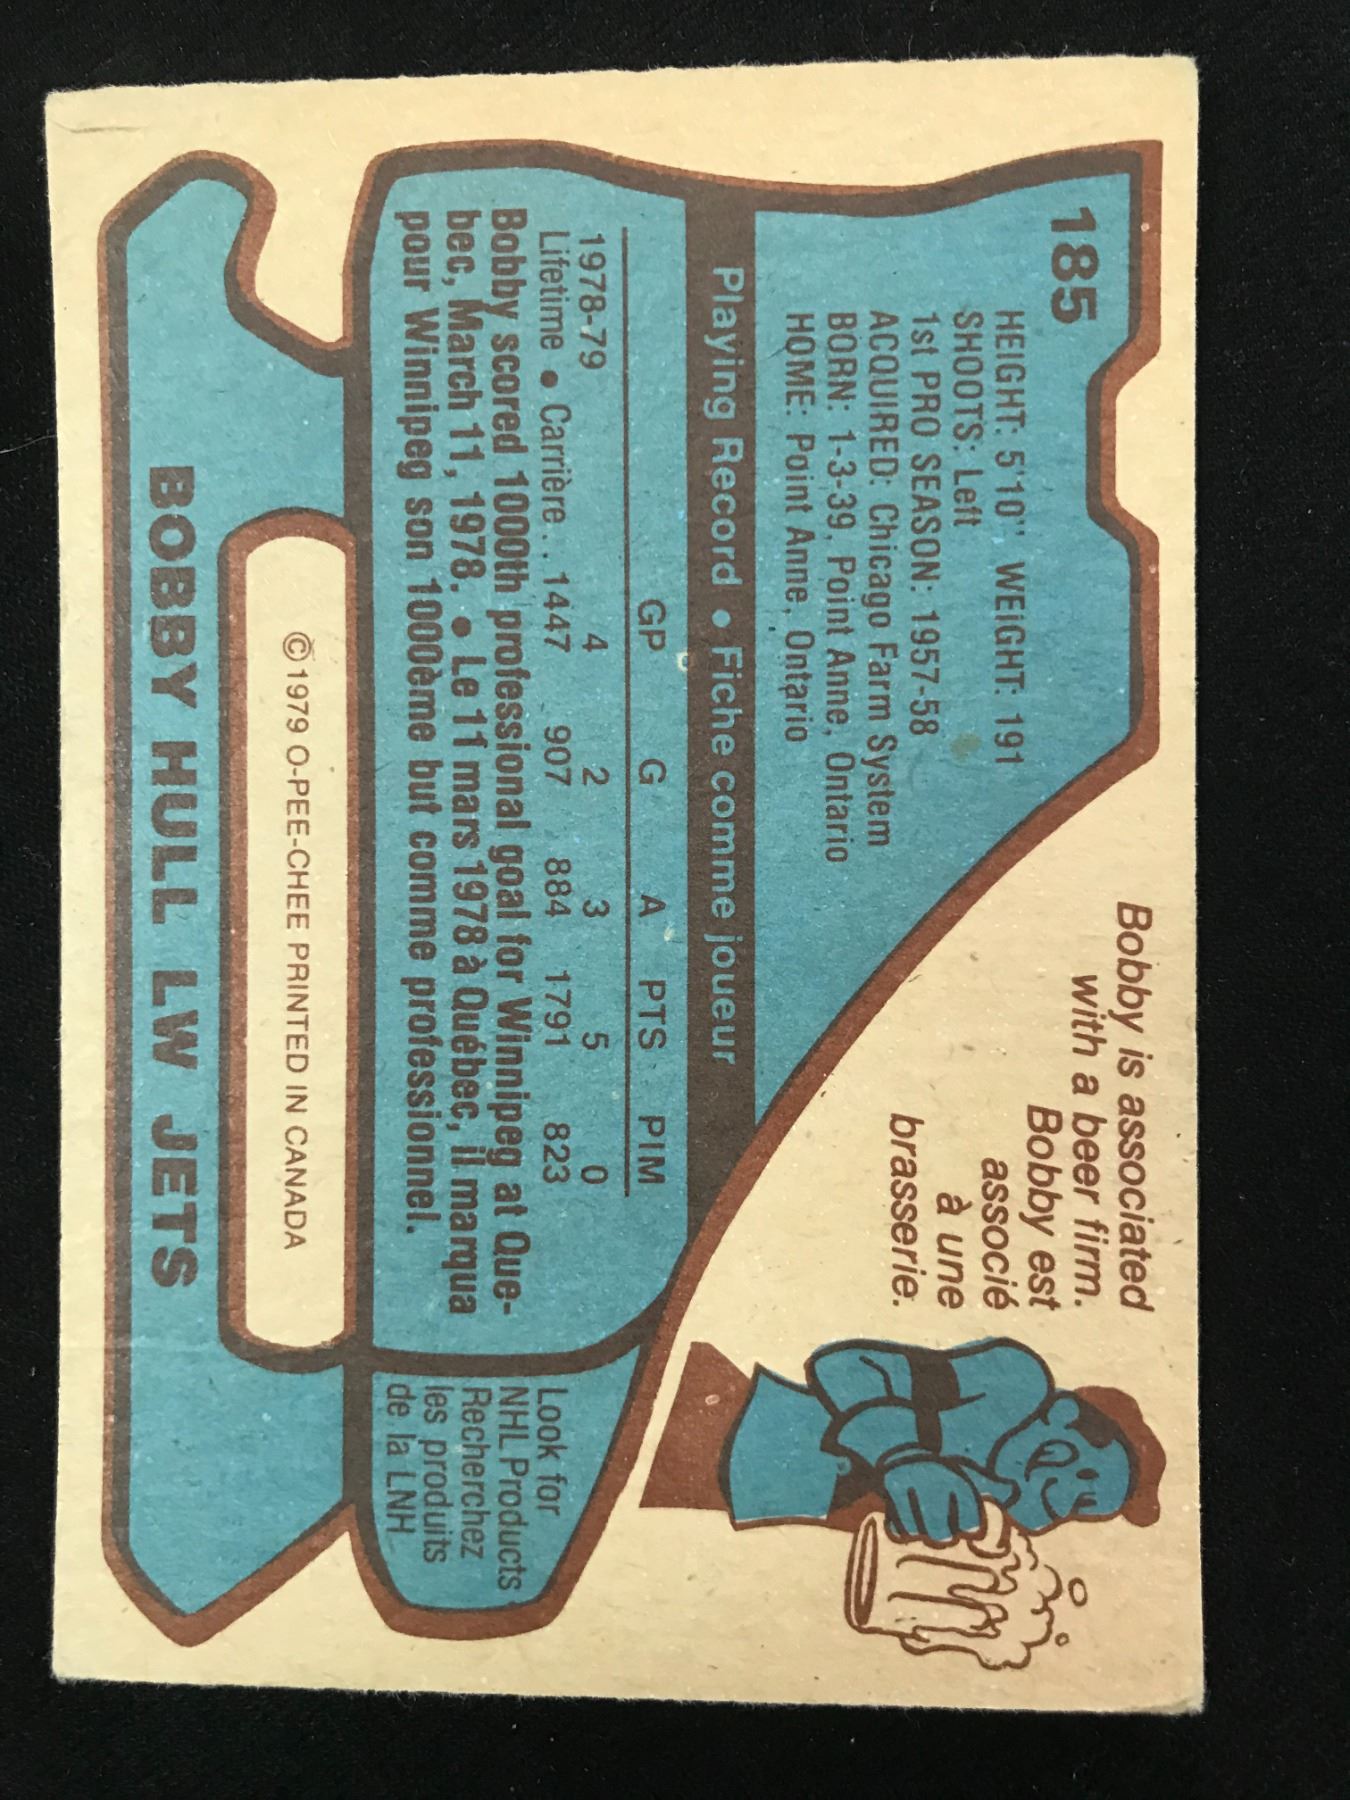 185
HEIGHT: 5'10" WEIGHT: 191
SHOOTS: Left
1st PRO SEASON: 1957-58
ACQUIRED: Chicago Farm System
BORN: 1-3-39, Point Anne, Ontario
HOME: Point Anne, Ontario
Bobby is associated
with a beer firm.
Bobby est
associé
à une
brasserie.
Playing Record • Fiche comme joueur
GP G A PTS PIM
1978-79 4 2 3 5 0
Lifetime • Carrière... 1447 907 884 1791 823
Bobby scored 1000th professional goal for Winnipeg at Que-
bec, March 11, 1978. • Le 11 mars 1978 à Québec, il marqua
pour Winnipeg son 1000ème but comme professionnel.
Look for
NHL Products
Recherchez
les produits
de la LNH
©1979 O-PEE-CHEE PRINTED IN CANADA
BOBBY HULL LW JETS